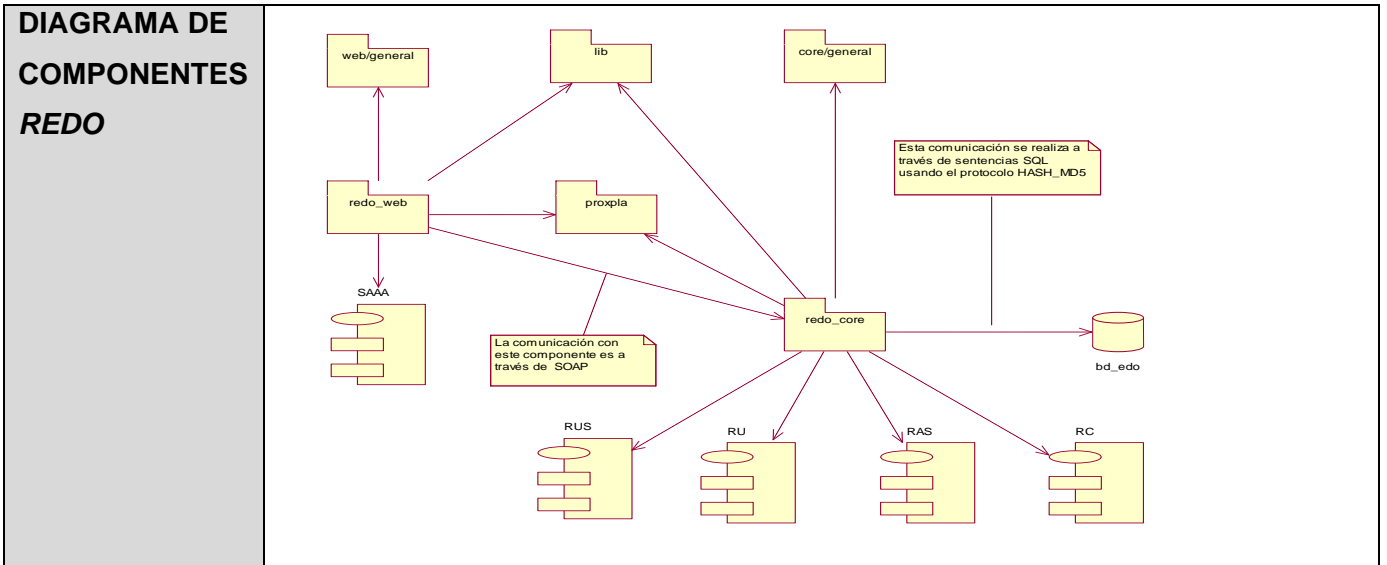 DIAGRAMA DE
COMPONENTES
REDO
web/general
lib
core/general
Esta comunicación se realiza a
través de sentencias SQL
usando el protocolo HASH_MD5
redo_web
proxpla
SAAA
redo_core
La comunicación con
este componente es a
través de SOAP
bd_edo
RUS
RU
RAS
RC